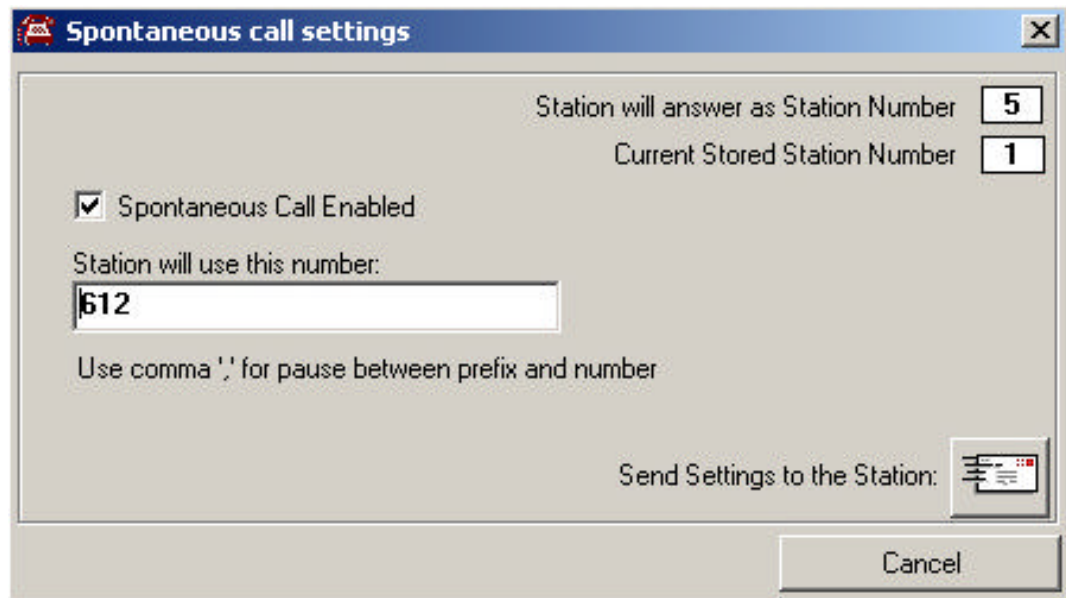 Spontaneous call settings
Station will answer as Station Number 5
Current Stored Station Number 1
Spontaneous Call Enabled
Station will use this number:
612
Use comma ',' for pause between prefix and number
Send Settings to the Station:
Cancel